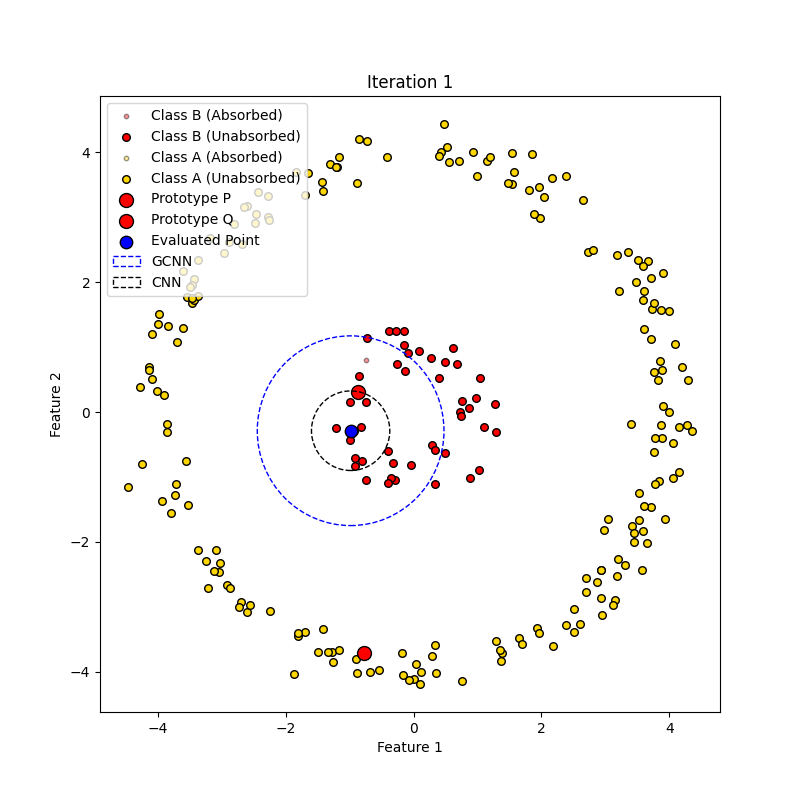 Iteration 1
Class B (Absorbed)
Class B (Unabsorbed)
Class A (Absorbed)
Class A (Unabsorbed)
Prototype P
Prototype Q
Evaluated Point
GCNN
CNN
4
2
0
−2
−4
Feature 2
−4
−2
0
2
4
Feature 1